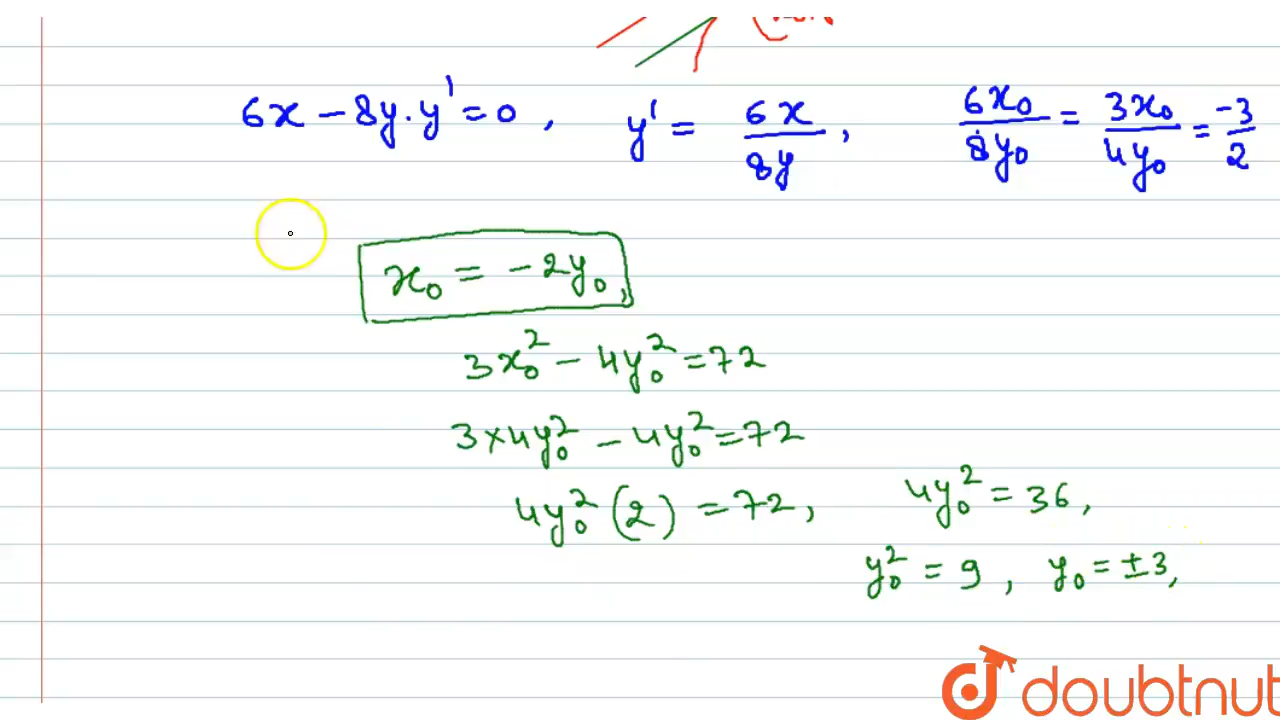 6x - 8y.y' = 0 , y' = 6x/8y , 6x₀/8y₀ = 3x₀/4y₀ = -3/2
x₀ = -2y₀,
3x₀² - 4y₀² = 72
3×4y₀² - 4y₀² = 72
4y₀² (2) = 72, 4y₀² = 36,
y₀² = 9 , y₀ = ±3,
doubtnut